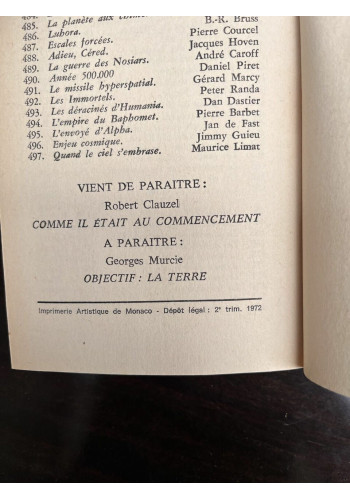 485. La planète aux
486. Luhora. B.-R. Bruss
487. Escales forcées. Pierre Courcel
488. Adieu, Céred. Jacques Hoven
489. La guerre des Nosiars. André Caroff
490. Année 500.000 Daniel Piret
491. Le missile hyperspatial. Gérard Marcy
492. Les Immortels. Peter Randa
493. Les déracinés d'Humania. Dan Dastier
494. L'empire du Baphomet. Pierre Barbet
495. L'envoyé d'Alpha. Jan de Fast
496. Enjeu cosmique. Jimmy Guieu
497. Quand le ciel s'embrase. Maurice Limat
VIENT DE PARAITRE :
Robert Clauzel
COMME IL ÉTAIT AU COMMENCEMENT
A PARAITRE :
Georges Murcie
OBJECTIF : LA TERRE
Imprimerie Artistique de Monaco - Dépôt légal : 2e trim. 1972